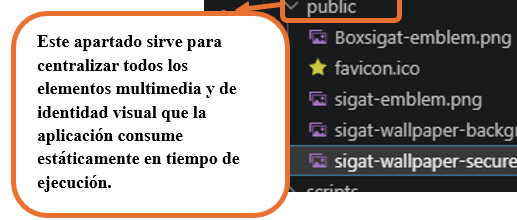 Este apartado sirve para
centralizar todos los
elementos multimedia y de
identidad visual que la
aplicación consume
estáticamente en tiempo de
ejecución.
public
Boxsigat-emblem.png
favicon.ico
sigat-emblem.png
sigat-wallpaper-backgr
sigat-wallpaper-secure
scripts